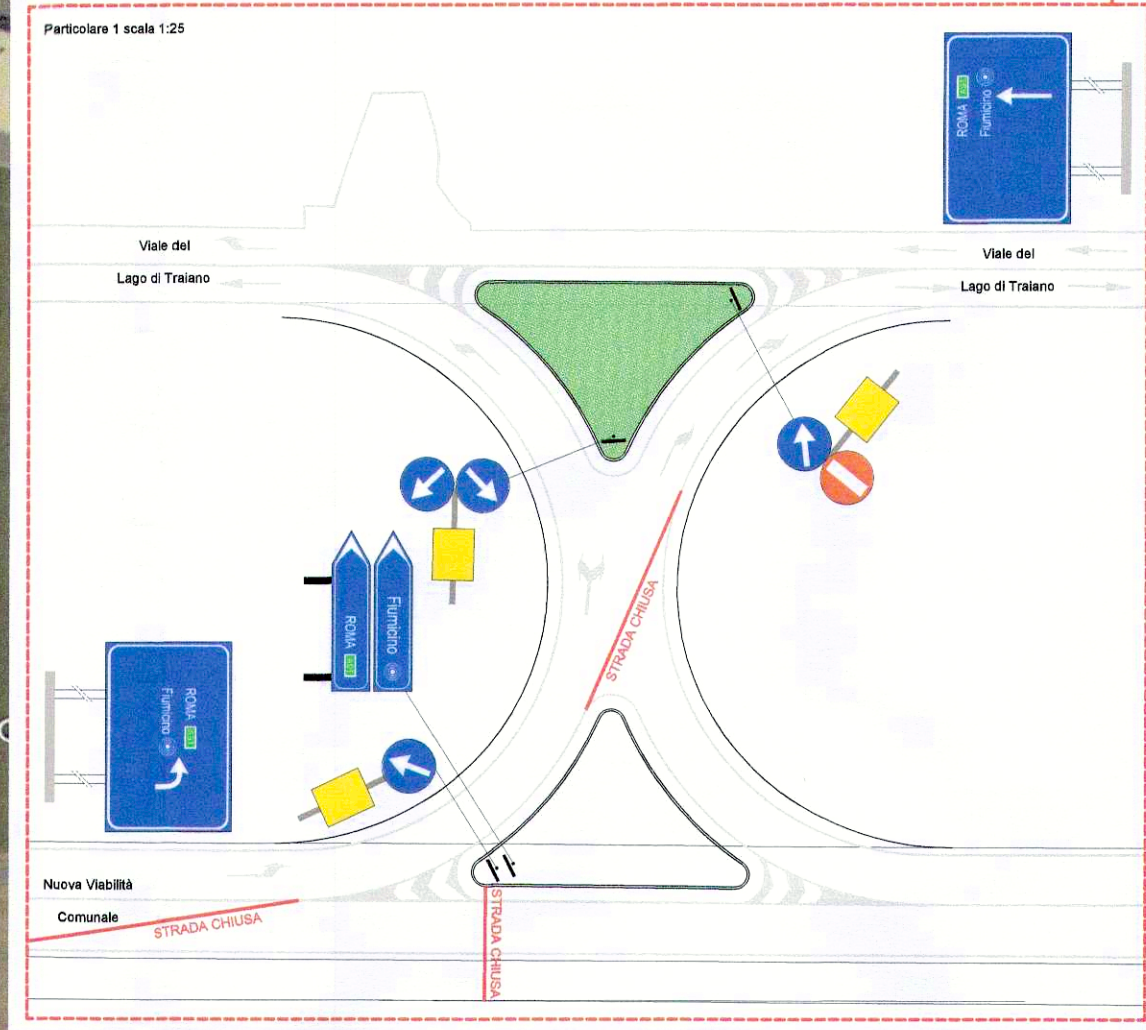 Particolare 1 scala 1:25
ROMA
Fiumicino
Viale del
Lago di Traiano
Viale del
Lago di Traiano
STRADA CHIUSA
Fiumicino
ROMA
ROMA
Fiumicino
Nuova Viabilità
Comunale
STRADA CHIUSA
STRADA CHIUSA